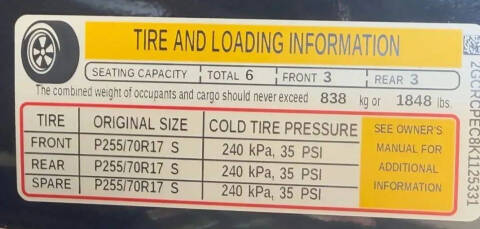 TIRE AND LOADING INFORMATION
SEATING CAPACITY TOTAL 6 FRONT 3 REAR 3
The combined weight of occupants and cargo should never exceed 838 kg or 1848 lbs.
TIRE ORIGINAL SIZE COLD TIRE PRESSURE
FRONT P255/70R17 S 240 kPa, 35 PSI
REAR P255/70R17 S 240 kPa, 35 PSI
SPARE P255/70R17 S 240 kPa, 35 PSI
SEE OWNER'S
MANUAL FOR
ADDITIONAL
INFORMATION
2GCRCPEC8K1125331